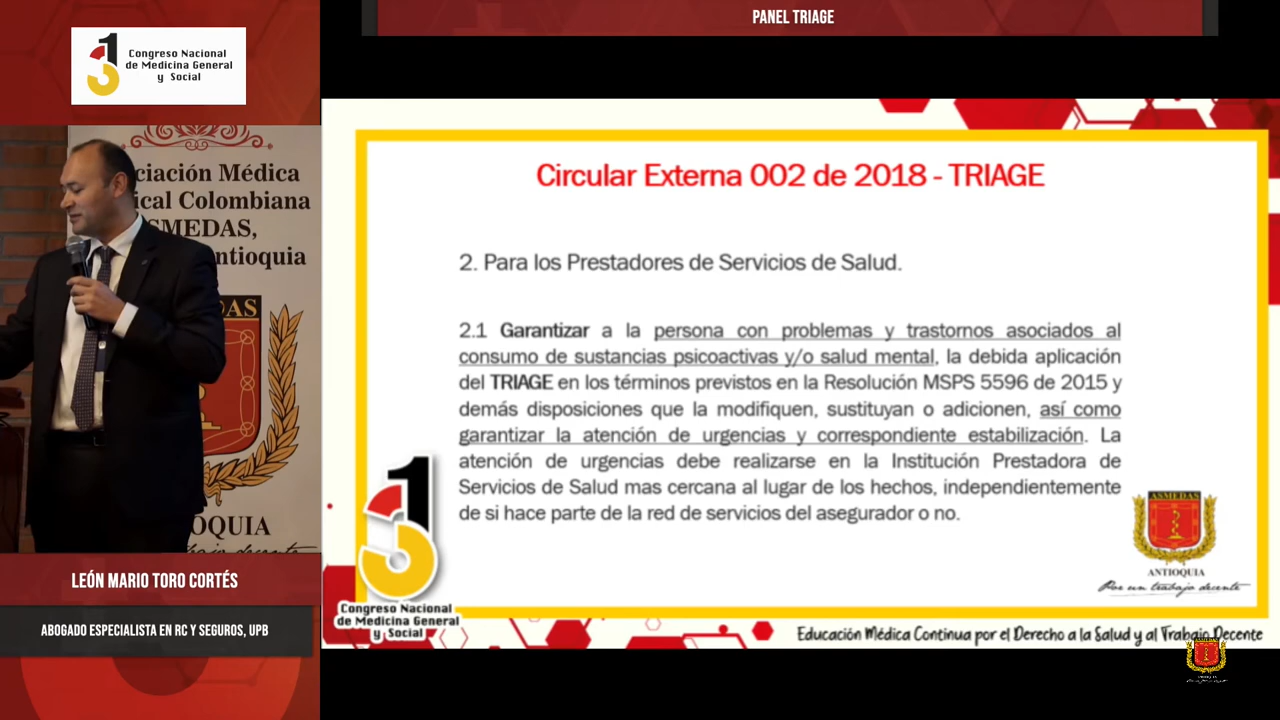 PANEL TRIAGE
Congreso Nacional
de Medicina General
y Social
ciación Médica
ical Colombiana
SMEDAS,
ntioquia
DAS
OQUIA
LEÓN MARIO TORO CORTÉS
ABOGADO ESPECIALISTA EN RC Y SEGUROS, UPB
Circular Externa 002 de 2018 - TRIAGE
2. Para los Prestadores de Servicios de Salud.
2.1 Garantizar a la persona con problemas y trastornos asociados al
consumo de sustancias psicoactivas y/o salud mental, la debida aplicación
del TRIAGE en los términos previstos en la Resolución MSPS 5596 de 2015 y
demás disposiciones que la modifiquen, sustituyan o adicionen, así como
garantizar la atención de urgencias y correspondiente estabilización. La
atención de urgencias debe realizarse en la Institución Prestadora de
Servicios de Salud mas cercana al lugar de los hechos, independientemente
de si hace parte de la red de servicios del asegurador o no.
ASMEDAS
ANTIOQUIA
Por un trabajo decente
Congreso Nacional
de Medicina General
y Social
Educación Médica Continua por el Derecho a la Salud y al Trabajo Decente